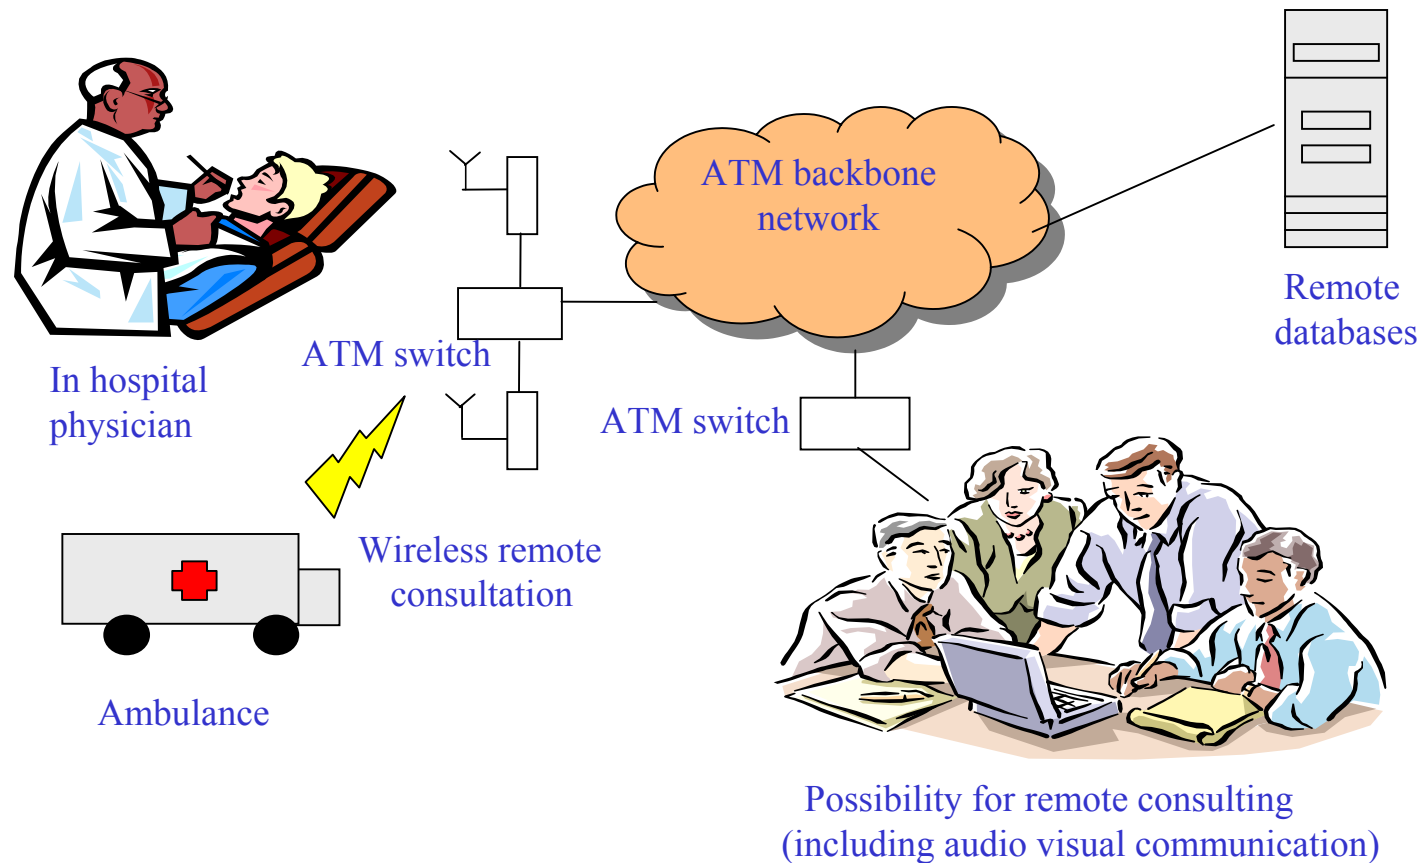 ATM backbone
network
Remote
databases
In hospital
physician
ATM switch
ATM switch
Wireless remote
consultation
Ambulance
Possibility for remote consulting
(including audio visual communication)